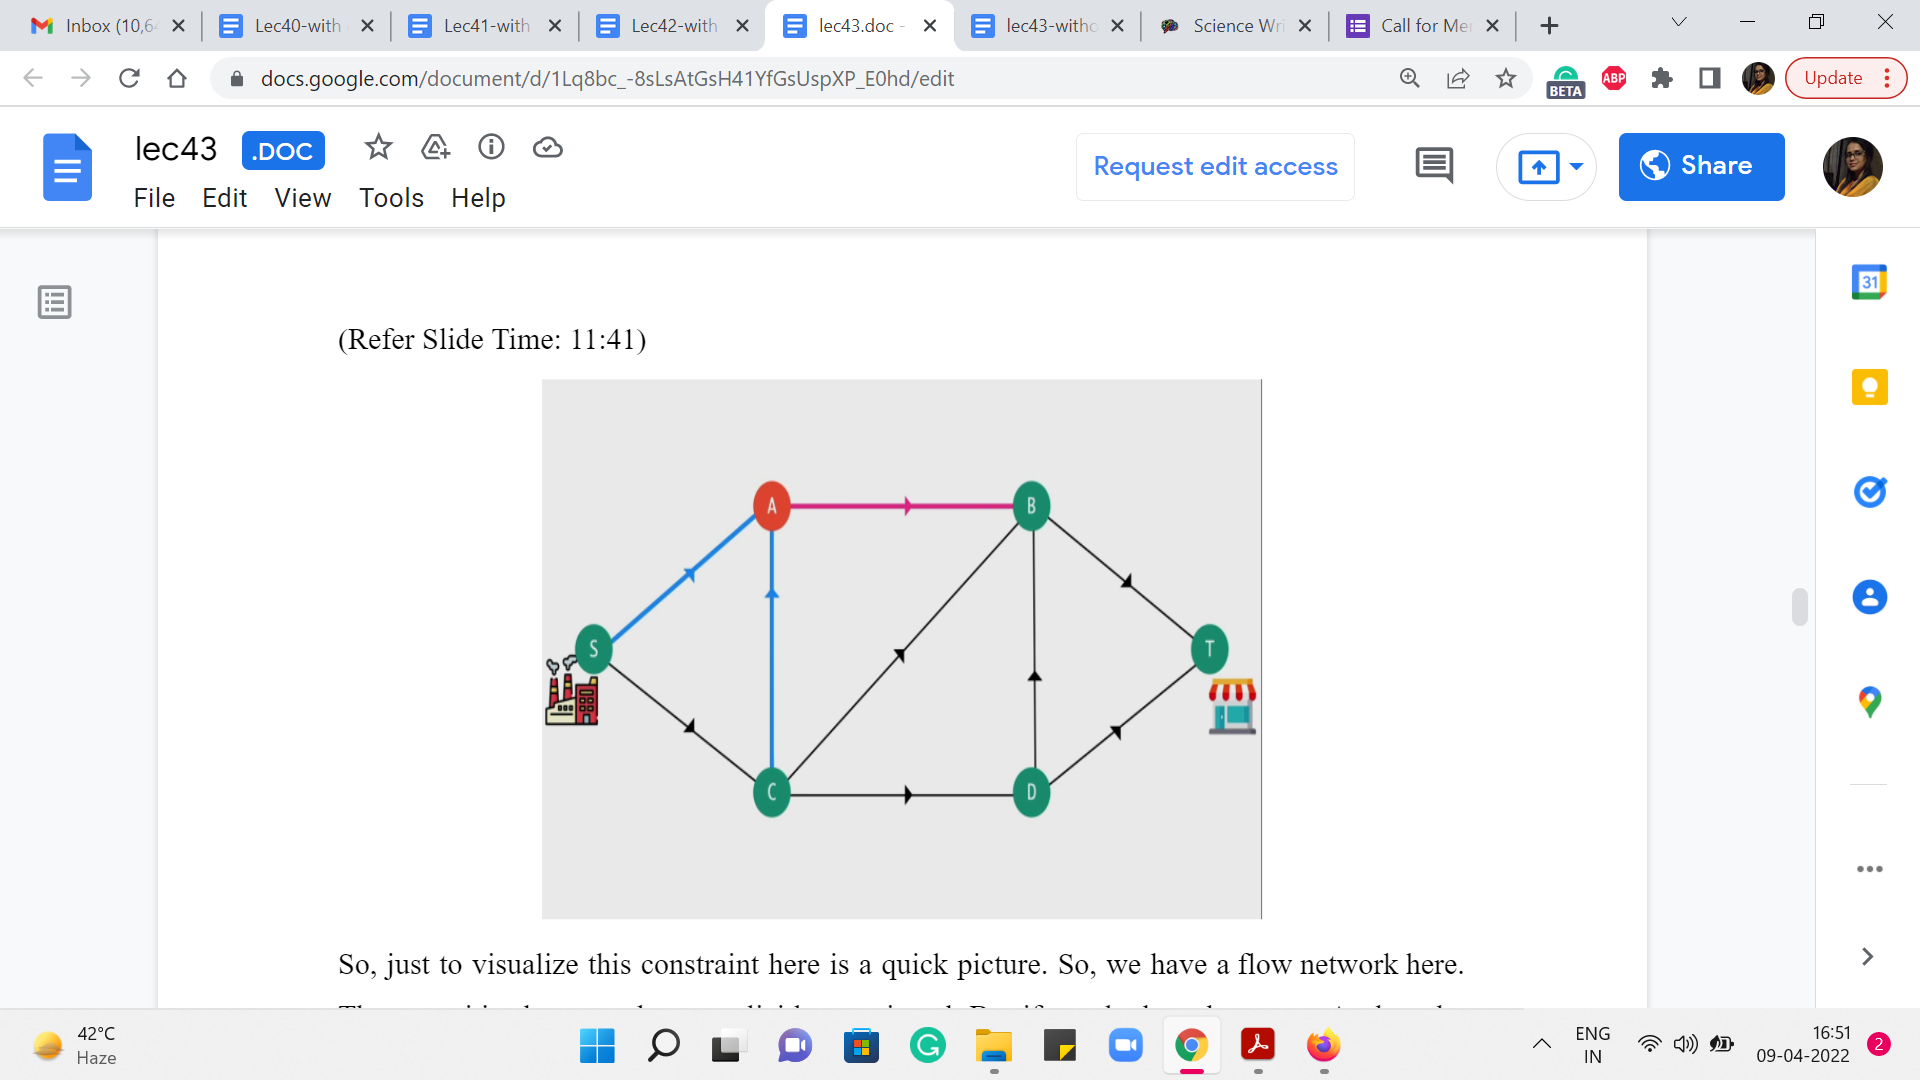 Inbox (10,6
Lec40-with
Lec41-with
Lec42-with
lec43.doc -
lec43-witho
Science Wri
Call for Me
docs.google.com/document/d/1Lq8bc_-8sLsAtGsH41YfGsUspXP_E0hd/edit
BETA
ABP
Update
lec43 .DOC
Request edit access
Share
File Edit View Tools Help
31
(Refer Slide Time: 11:41)
A
B
S
T
C
D
So, just to visualize this constraint here is a quick picture. So, we have a flow network here.
42°C
Haze
ENG
IN
16:51
09-04-2022
2